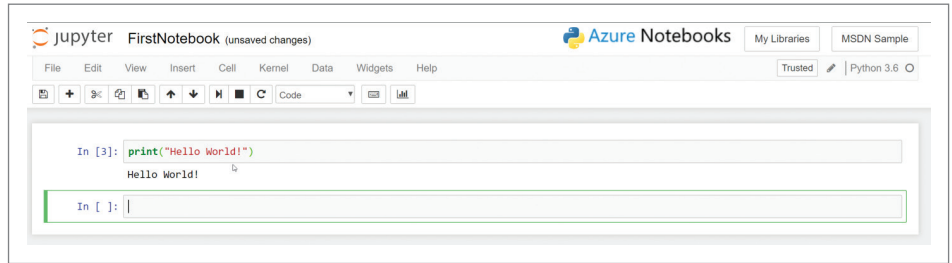 jupyter FirstNotebook (unsaved changes) Azure Notebooks My Libraries MSDN Sample
File Edit View Insert Cell Kernel Data Widgets Help Trusted Python 3.6
Code
In [3]: print("Hello World!")
Hello World!
In [ ]: